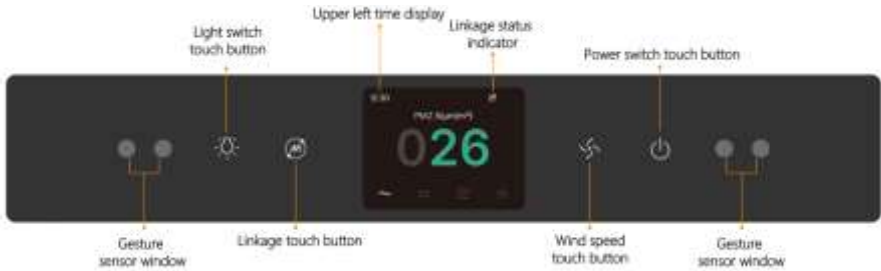 Upper left time display
Light switch
touch button
Linkage status
indicator
Power switch touch button
026
Gesture
sensor window
Linkage touch button
Wind speed
touch button
Gesture
sensor window